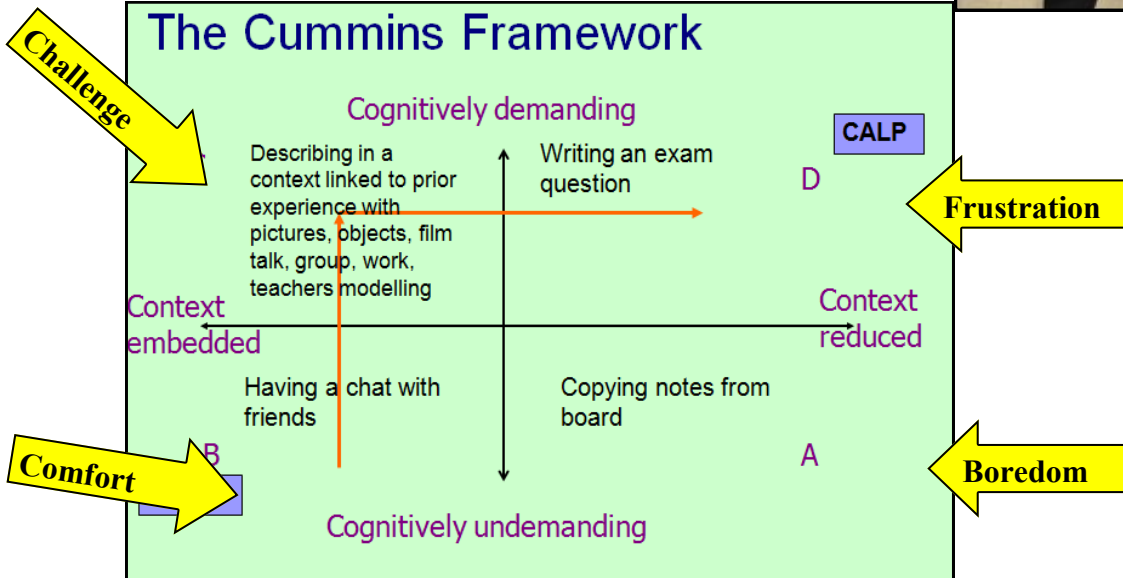 The Cummins Framework
Challenge
Cognitively demanding
CALP
Describing in a
context linked to prior
experience with
pictures, objects, film
talk, group, work,
teachers modelling
Writing an exam
question
D
Frustration
Context
embedded
Context
reduced
Having a chat with
friends
Copying notes from
board
B
A
Comfort
Boredom
Cognitively undemanding